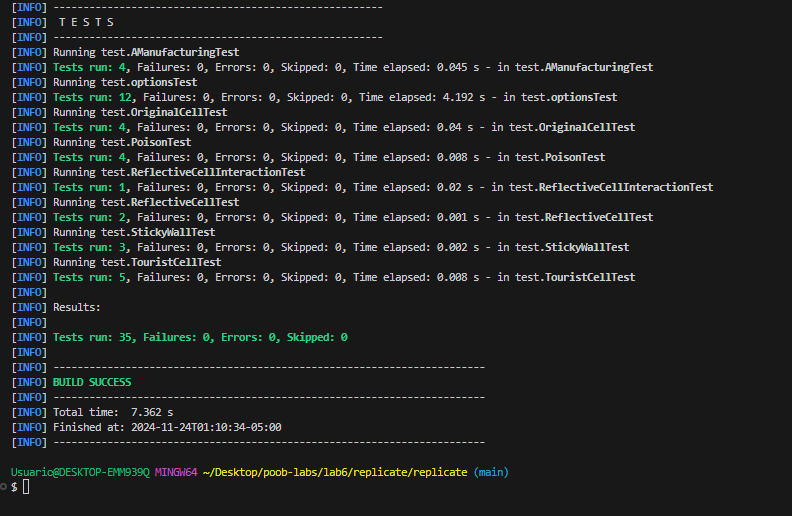 [INFO] -------------------------------------------------------
[INFO]  T E S T S
[INFO] -------------------------------------------------------
[INFO] Running test.AManufacturingTest
[INFO] Tests run: 4, Failures: 0, Errors: 0, Skipped: 0, Time elapsed: 0.045 s - in test.AManufacturingTest
[INFO] Running test.optionsTest
[INFO] Tests run: 12, Failures: 0, Errors: 0, Skipped: 0, Time elapsed: 4.192 s - in test.optionsTest
[INFO] Running test.OriginalCellTest
[INFO] Tests run: 4, Failures: 0, Errors: 0, Skipped: 0, Time elapsed: 0.04 s - in test.OriginalCellTest
[INFO] Running test.PoisonTest
[INFO] Tests run: 4, Failures: 0, Errors: 0, Skipped: 0, Time elapsed: 0.008 s - in test.PoisonTest
[INFO] Running test.ReflectiveCellInteractionTest
[INFO] Tests run: 1, Failures: 0, Errors: 0, Skipped: 0, Time elapsed: 0.02 s - in test.ReflectiveCellInteractionTest
[INFO] Running test.ReflectiveCellTest
[INFO] Tests run: 2, Failures: 0, Errors: 0, Skipped: 0, Time elapsed: 0.001 s - in test.ReflectiveCellTest
[INFO] Running test.StickyWallTest
[INFO] Tests run: 3, Failures: 0, Errors: 0, Skipped: 0, Time elapsed: 0.002 s - in test.StickyWallTest
[INFO] Running test.TouristCellTest
[INFO] Tests run: 5, Failures: 0, Errors: 0, Skipped: 0, Time elapsed: 0.008 s - in test.TouristCellTest
[INFO]
[INFO] Results:
[INFO]
[INFO] Tests run: 35, Failures: 0, Errors: 0, Skipped: 0
[INFO]
[INFO] ------------------------------------------------------------------------
[INFO] BUILD SUCCESS
[INFO] ------------------------------------------------------------------------
[INFO] Total time:  7.362 s
[INFO] Finished at: 2024-11-24T01:10:34-05:00
[INFO] ------------------------------------------------------------------------
Usuario@DESKTOP-EMM939Q MINGW64 ~/Desktop/poob-labs/lab6/replicate/replicate (main)
$